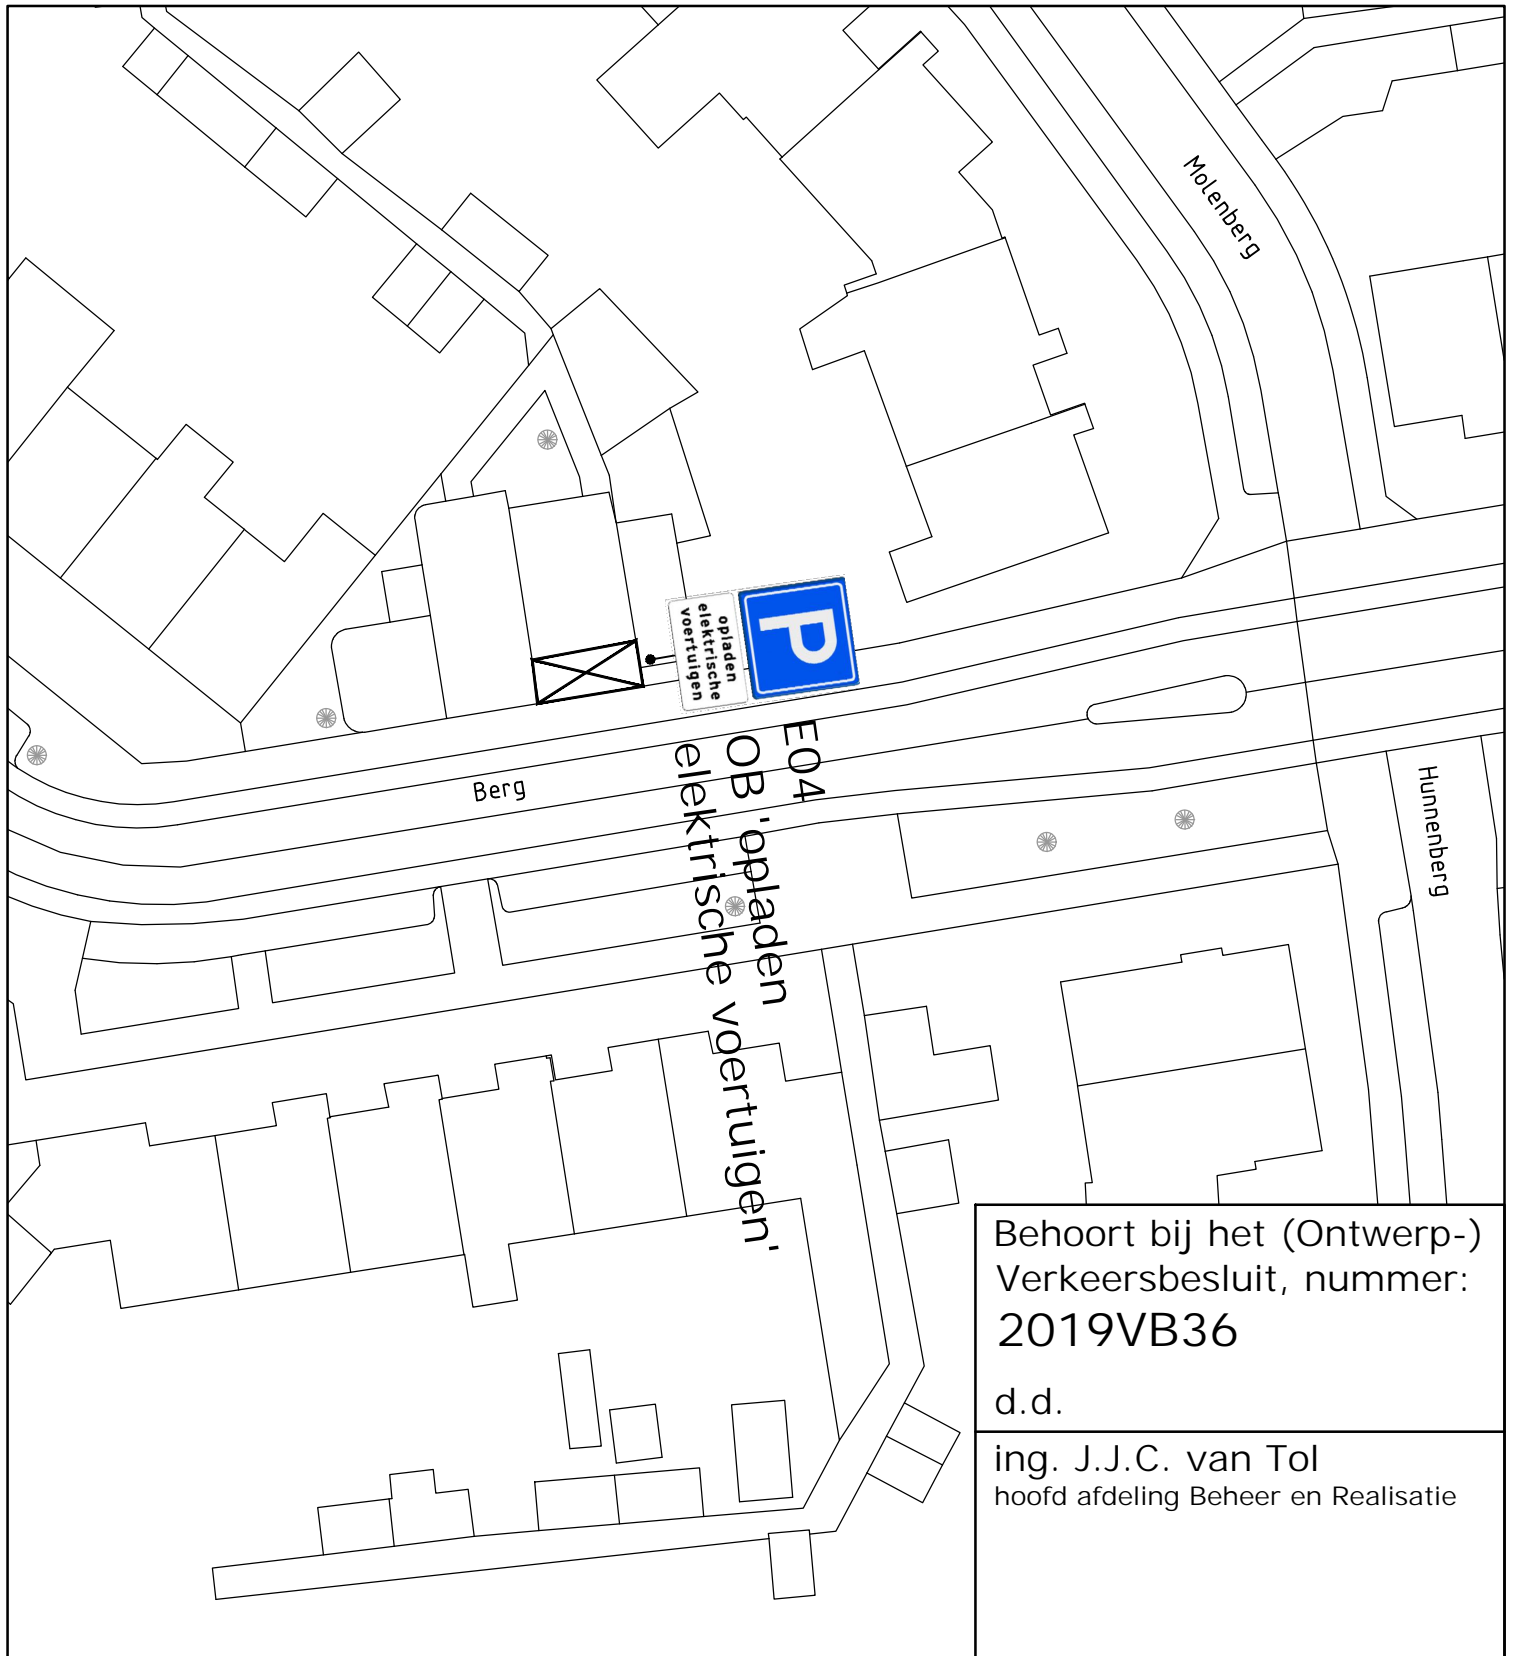 Molenberg
P
opladen
elektrische
voertuigen
E04
OB 'opladen
elektrische voertuigen'
Berg
Hunnenberg
Behoort bij het (Ontwerp-)
Verkeersbesluit, nummer:
2019VB36
d.d.
ing. J.J.C. van Tol
hoofd afdeling Beheer en Realisatie